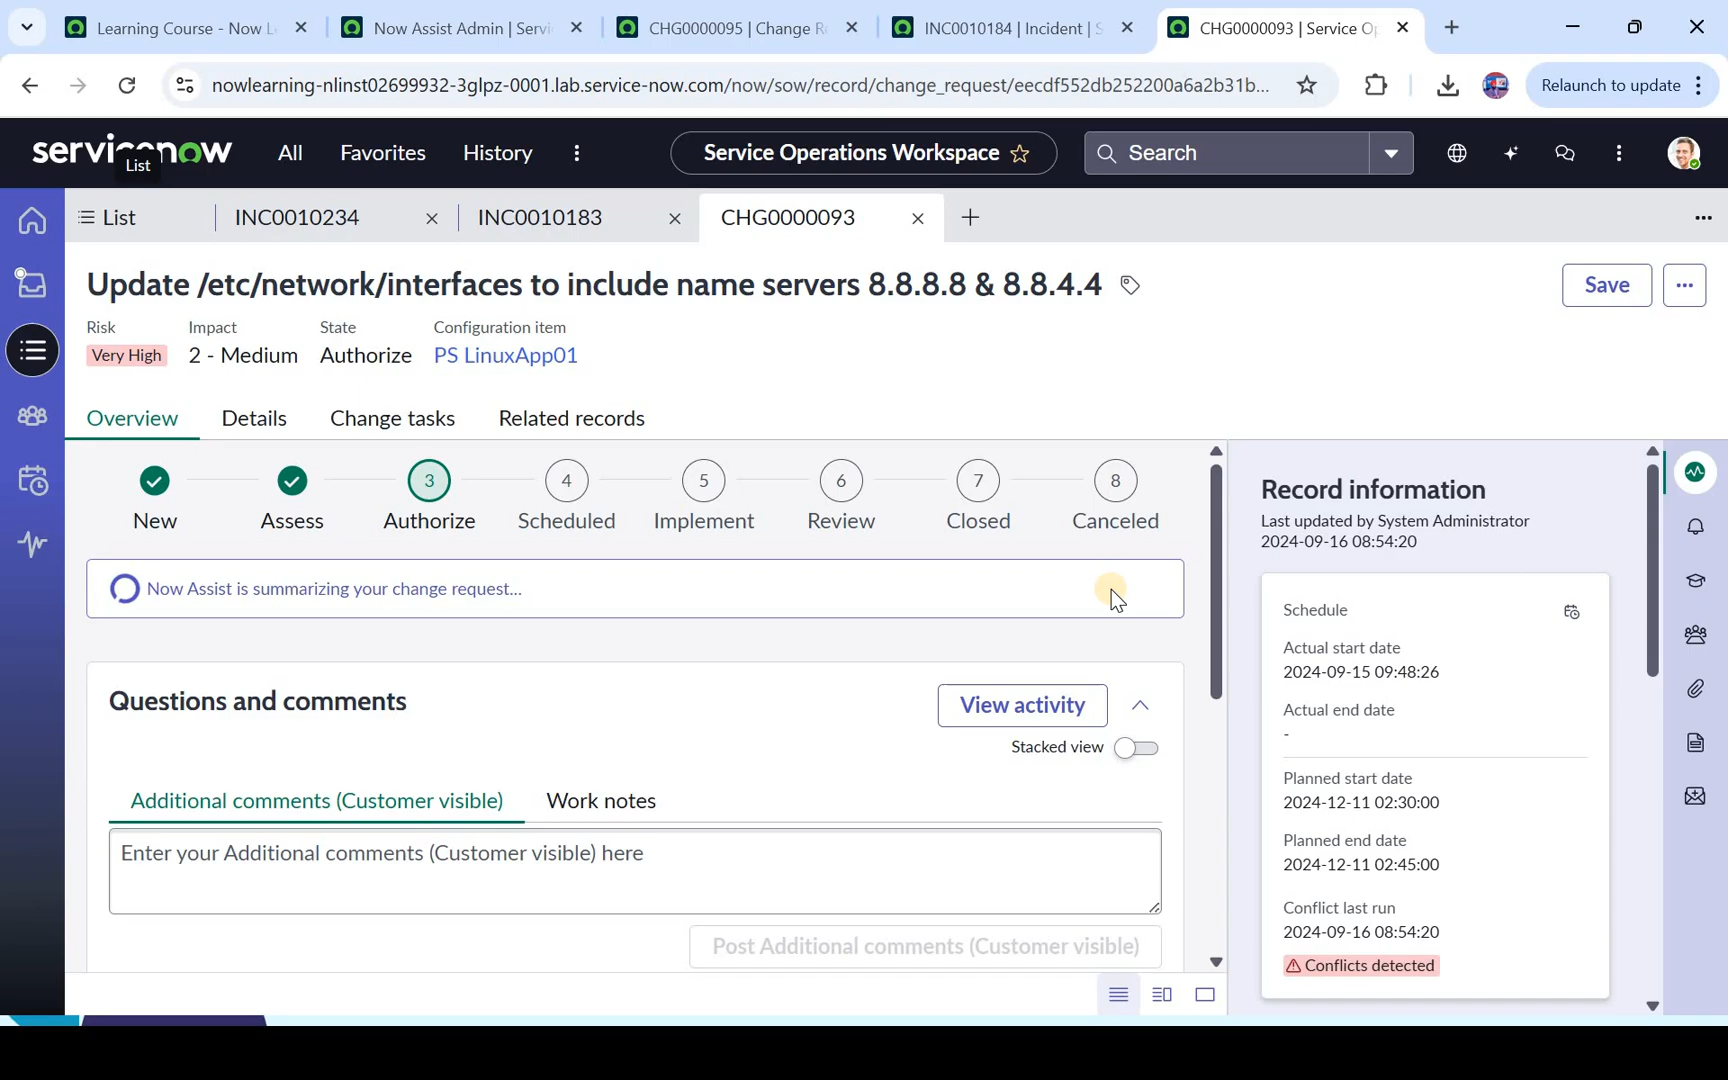 Learning Course - Now L
Now Assist Admin | Servi
CHG0000095 | Change R
INC0010184 | Incident | S
CHG0000093 | Service Op
nowlearning-nlinst02699932-3glpz-0001.lab.service-now.com/now/sow/record/change_request/eecdf552db252200a6a2b31b...
Relaunch to update
servicenow
List
All
Favorites
History
Service Operations Workspace
Search
List
INC0010234
INC0010183
CHG0000093
Update /etc/network/interfaces to include name servers 8.8.8.8 & 8.8.4.4
Save
Risk
Impact
State
Configuration item
Very High
2 - Medium
Authorize
PS LinuxApp01
Overview
Details
Change tasks
Related records
3
4
5
6
7
8
New
Assess
Authorize
Scheduled
Implement
Review
Closed
Canceled
Now Assist is summarizing your change request...
Questions and comments
View activity
Stacked view
Additional comments (Customer visible)
Work notes
Enter your Additional comments (Customer visible) here
Post Additional comments (Customer visible)
Record information
Last updated by System Administrator
2024-09-16 08:54:20
Schedule
Actual start date
2024-09-15 09:48:26
Actual end date
-
Planned start date
2024-12-11 02:30:00
Planned end date
2024-12-11 02:45:00
Conflict last run
2024-09-16 08:54:20
Conflicts detected